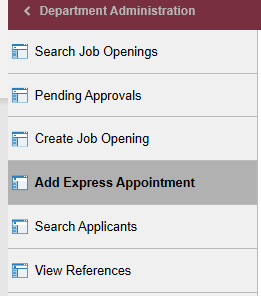 Department Administration
Search Job Openings
Pending Approvals
Create Job Opening
Add Express Appointment
Search Applicants
View References